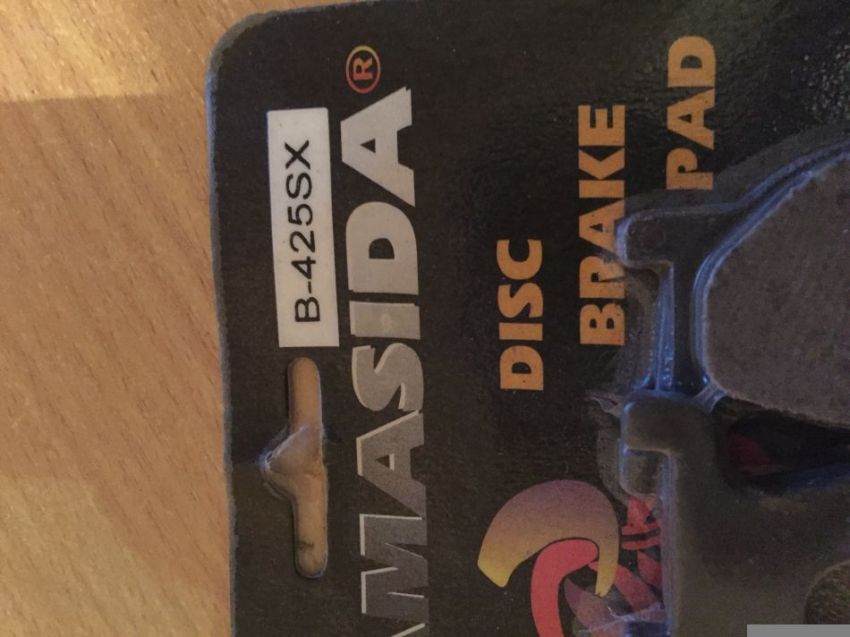 B-425SX
MASIDA®
DISC
BRAKE
PAD